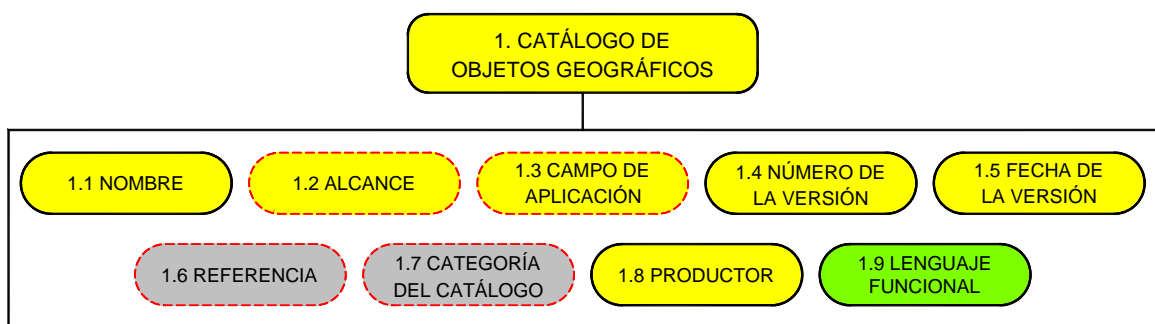 1. CATÁLOGO DE
OBJETOS GEOGRÁFICOS
1.1 NOMBRE
1.2 ALCANCE
1.3 CAMPO DE
APLICACIÓN
1.4 NÚMERO DE
LA VERSIÓN
1.5 FECHA DE
LA VERSIÓN
1.6 REFERENCIA
1.7 CATEGORÍA
DEL CATÁLOGO
1.8 PRODUCTOR
1.9 LENGUAJE
FUNCIONAL